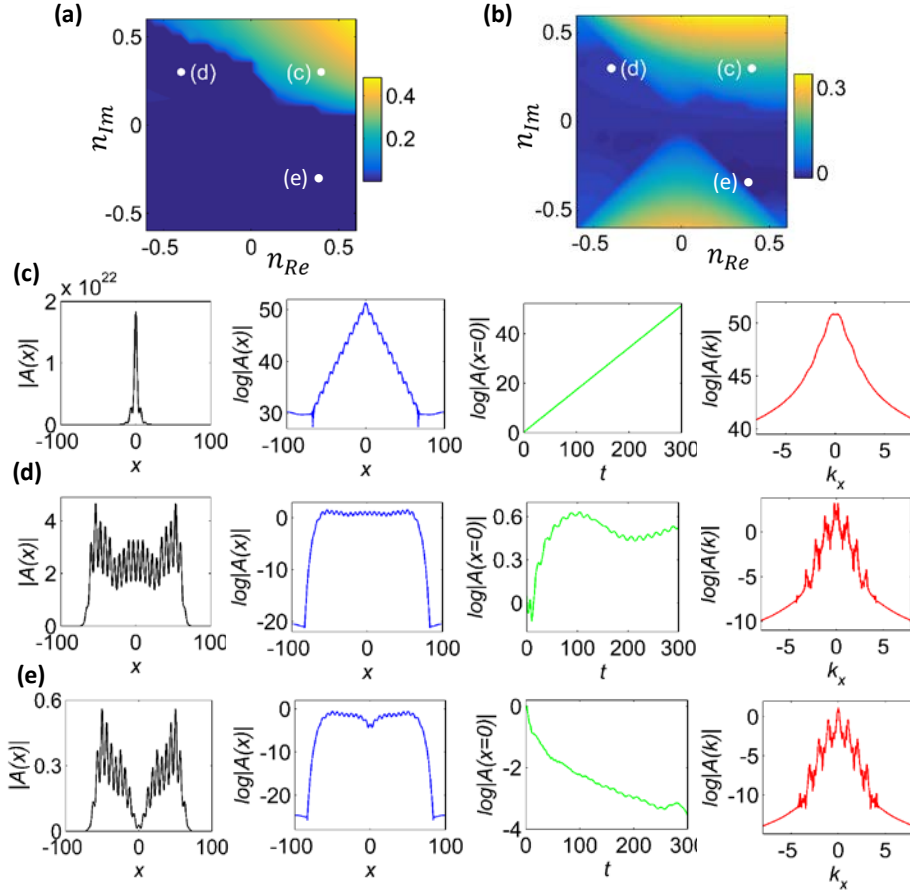 (a) (b)
0.5 0.5
(d) (c) (d) (c)
n_Im 0 0.4 n_Im 0 0.3
0.2 0
(e) (e)
-0.5 -0.5
-0.5 0 0.5 -0.5 0 0.5
n_Re n_Re
(c)
x 10^22
|A(x)| 2 1 0
-100 0 100
x
log|A(x)| 50 40 30
-100 0 100
x
log|A(x=0)| 40 20 0
0 100 200 300
t
log|A(k)| 50 45 40
-5 0 5
k_x
(d)
|A(x)| 4 2 0
-100 0 100
x
log|A(x)| 0 -10 -20
-100 0 100
x
log|A(x=0)| 0.6 0.3 0
0 100 200 300
t
log|A(k)| 0 -5 -10
-5 0 5
k_x
(e)
|A(x)| 0.6 0.3 0
-100 0 100
x
log|A(x)| 0 -10 -20
-100 0 100
x
log|A(x=0)| 0 -2 -4
0 100 200 300
t
log|A(k)| 0 -5 -10
-5 0 5
k_x